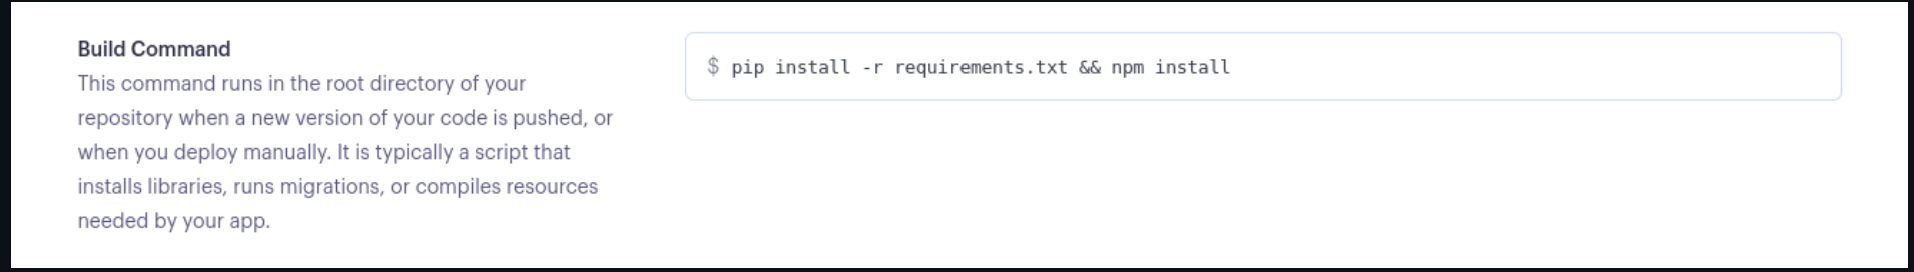 Build Command
This command runs in the root directory of your
repository when a new version of your code is pushed, or
when you deploy manually. It is typically a script that
installs libraries, runs migrations, or compiles resources
needed by your app.
$ pip install -r requirements.txt && npm install